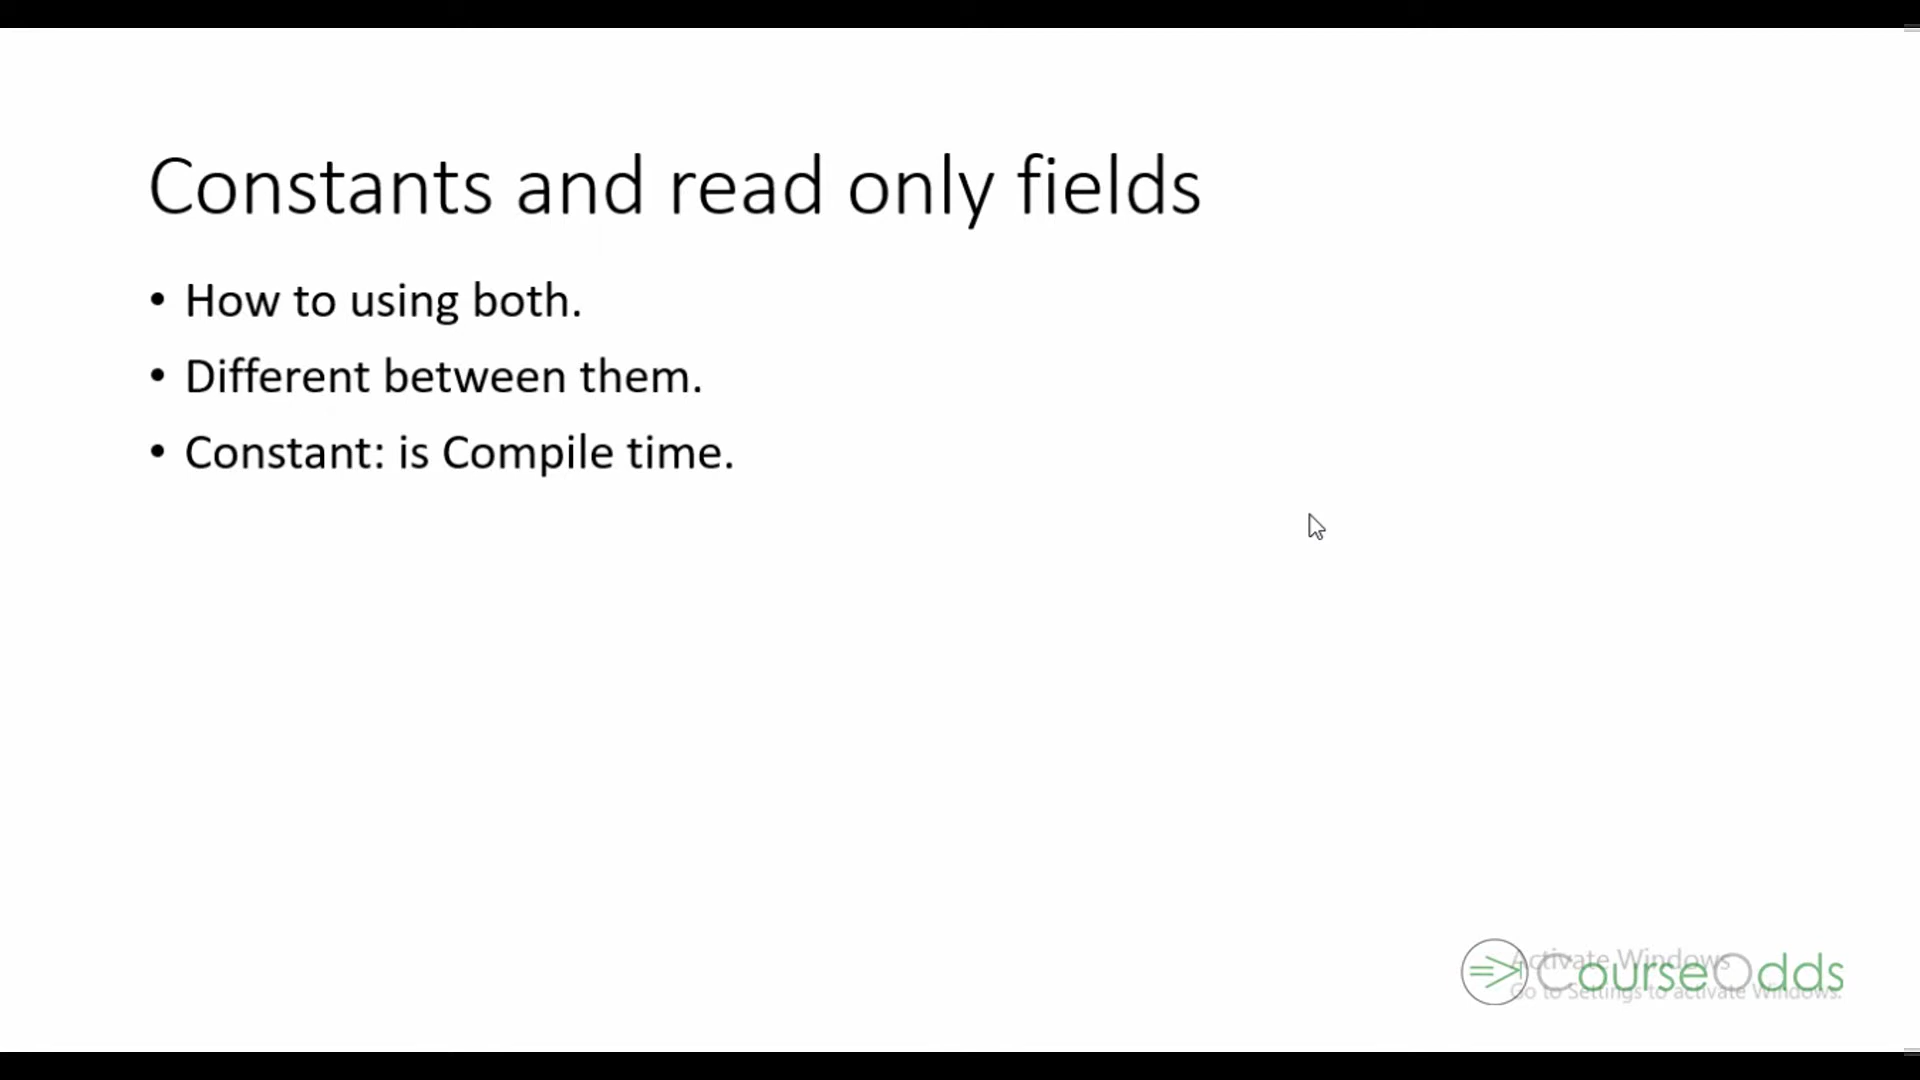 Constants and read only fields
• How to using both.
• Different between them.
• Constant: is Compile time.
Activate Windows
CourseOdds
Go to Settings to activate Windows.